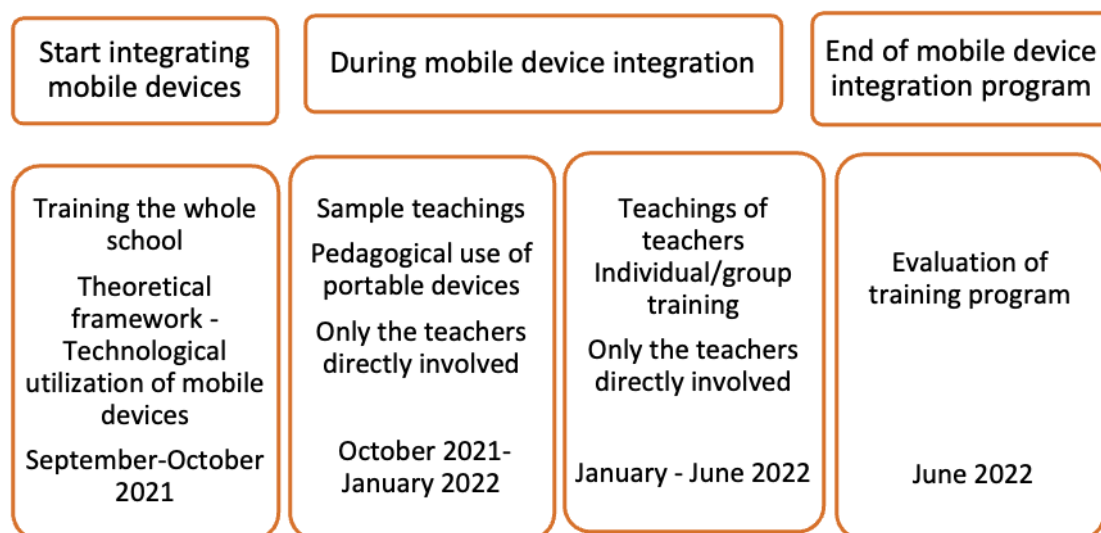 Start integrating
mobile devices
During mobile device integration
End of mobile device
integration program
Training the whole
school
Theoretical
framework -
Technological
utilization of mobile
devices
September-October
2021
Sample teachings
Pedagogical use of
portable devices
Only the teachers
directly involved
October 2021-
January 2022
Teachings of
teachers
Individual/group
training
Only the teachers
directly involved
January - June 2022
Evaluation of
training program
June 2022